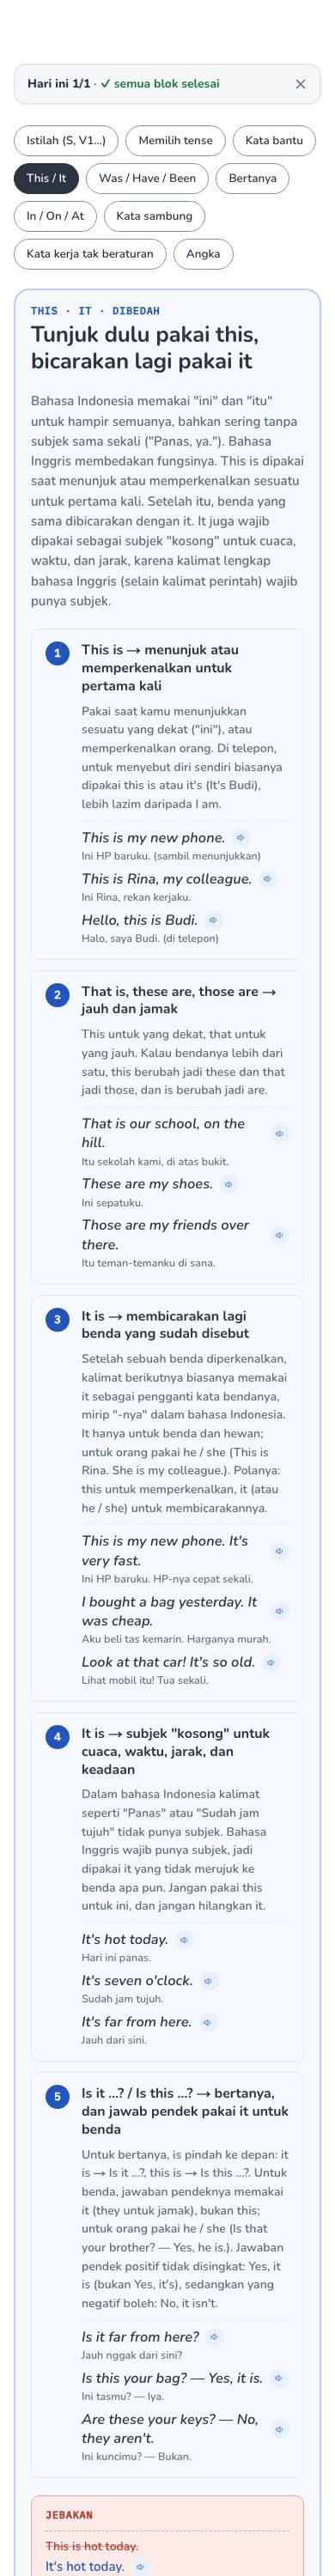 Hari ini 1/1 · ✓ semua blok selesai ×
Istilah (S, V1...) Memilih tense Kata bantu
This / It Was / Have / Been Bertanya
In / On / At Kata sambung
Kata kerja tak beraturan Angka
THIS · IT · DIBEDAH
Tunjuk dulu pakai this,
bicarakan lagi pakai it
Bahasa Indonesia memakai "ini" dan "itu"
untuk hampir semuanya, bahkan sering tanpa
subjek sama sekali ("Panas, ya."). Bahasa
Inggris membedakan fungsinya. This is dipakai
saat menunjuk atau memperkenalkan sesuatu
untuk pertama kali. Setelah itu, benda yang
sama dibicarakan dengan it. It juga wajib
dipakai sebagai subjek "kosong" untuk cuaca,
waktu, dan jarak, karena kalimat lengkap
bahasa Inggris (selain kalimat perintah) wajib
punya subjek.
1 This is → menunjuk atau
memperkenalkan untuk
pertama kali
Pakai saat kamu menunjukkan
sesuatu yang dekat ("ini"), atau
memperkenalkan orang. Di telepon,
untuk menyebut diri sendiri biasanya
dipakai this is atau it's (It's Budi),
lebih lazim daripada I am.
This is my new phone.
Ini HP baruku. (sambil menunjukkan)
This is Rina, my colleague.
Ini Rina, rekan kerjaku.
Hello, this is Budi.
Halo, saya Budi. (di telepon)
2 That is, these are, those are →
jauh dan jamak
This untuk yang dekat, that untuk
yang jauh. Kalau bendanya lebih dari
satu, this berubah jadi these dan that
jadi those, dan is berubah jadi are.
That is our school, on the
hill.
Itu sekolah kami, di atas bukit.
These are my shoes.
Ini sepatuku.
Those are my friends over
there.
Itu teman-temanku di sana.
3 It is → membicarakan lagi
benda yang sudah disebut
Setelah sebuah benda diperkenalkan,
kalimat berikutnya biasanya memakai
it sebagai pengganti kata bendanya,
mirip "-nya" dalam bahasa Indonesia.
It hanya untuk benda dan hewan;
untuk orang pakai he / she (This is
Rina. She is my colleague.). Polanya:
this untuk memperkenalkan, it (atau
he / she) untuk membicarakannya.
This is my new phone. It's
very fast.
Ini HP baruku. HP-nya cepat sekali.
I bought a bag yesterday. It
was cheap.
Aku beli tas kemarin. Harganya murah.
Look at that car! It's so old.
Lihat mobil itu! Tua sekali.
4 It is → subjek "kosong" untuk
cuaca, waktu, jarak, dan
keadaan
Dalam bahasa Indonesia kalimat
seperti "Panas" atau "Sudah jam
tujuh" tidak punya subjek. Bahasa
Inggris wajib punya subjek, jadi
dipakai it yang tidak merujuk ke
benda apa pun. Jangan pakai this
untuk ini, dan jangan hilangkan it.
It's hot today.
Hari ini panas.
It's seven o'clock.
Sudah jam tujuh.
It's far from here.
Jauh dari sini.
5 Is it ...? / Is this ...? → bertanya,
dan jawab pendek pakai it untuk
benda
Untuk bertanya, is pindah ke depan: it
is → Is it ...?, this is → Is this ...?. Untuk
benda, jawaban pendeknya memakai
it (they untuk jamak), bukan this;
untuk orang pakai he / she (Is that
your brother? — Yes, he is.). Jawaban
pendek positif tidak disingkat: Yes, it
is (bukan Yes, it's), sedangkan yang
negatif boleh: No, it isn't.
Is it far from here?
Jauh nggak dari sini?
Is this your bag? — Yes, it is.
Ini tasmu? — Iya.
Are these your keys? — No,
they aren't.
Ini kuncimu? — Bukan.
JEBAKAN
This is hot today.
It's hot today.